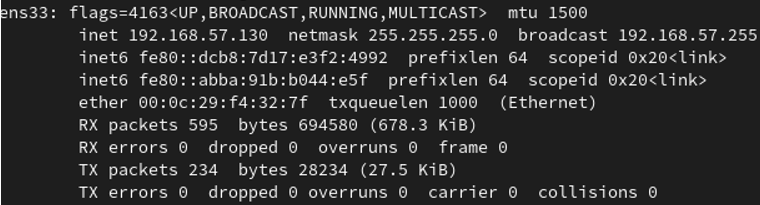 ens33: flags=4163<UP,BROADCAST,RUNNING,MULTICAST>  mtu 1500
        inet 192.168.57.130  netmask 255.255.255.0  broadcast 192.168.57.255
        inet6 fe80::dcb8:7d17:e3f2:4992  prefixlen 64  scopeid 0x20<link>
        inet6 fe80::abba:91b:b044:e5f  prefixlen 64  scopeid 0x20<link>
        ether 00:0c:29:f4:32:7f  txqueuelen 1000  (Ethernet)
        RX packets 595  bytes 694580 (678.3 KiB)
        RX errors 0  dropped 0  overruns 0  frame 0
        TX packets 234  bytes 28234 (27.5 KiB)
        TX errors 0  dropped 0 overruns 0  carrier 0  collisions 0